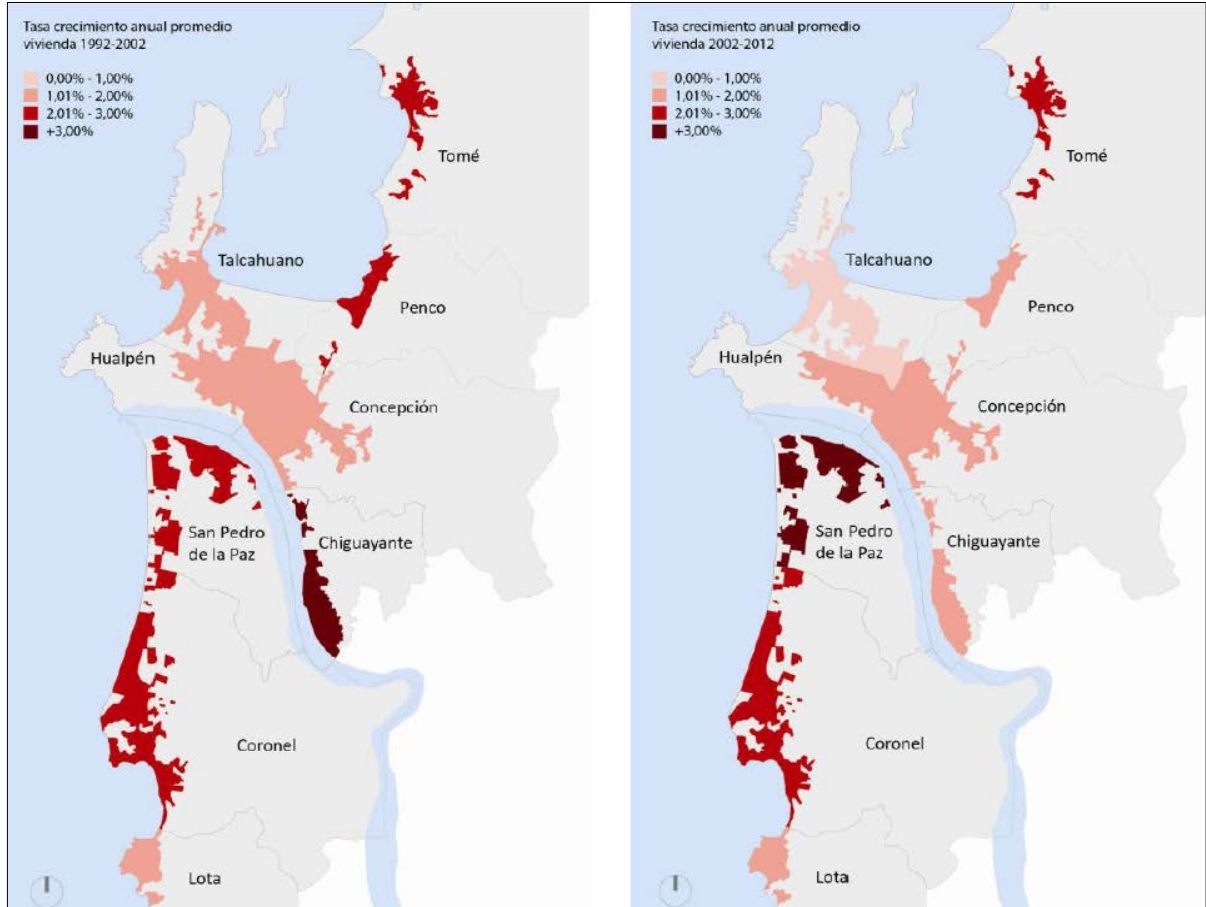 Tasa crecimiento anual promedio
vivienda 1992-2002
0,00% - 1,00%
1,01% - 2,00%
2,01% - 3,00%
+3,00%
Tomé
Talcahuano
Penco
Hualpén
Concepción
San Pedro
de la Paz
Chiguayante
Coronel
Lota
Tasa crecimiento anual promedio
vivienda 2002-2012
0,00% - 1,00%
1,01% - 2,00%
2,01% - 3,00%
+3,00%
Tomé
Talcahuano
Penco
Hualpén
Concepción
San Pedro
de la Paz
Chiguayante
Coronel
Lota